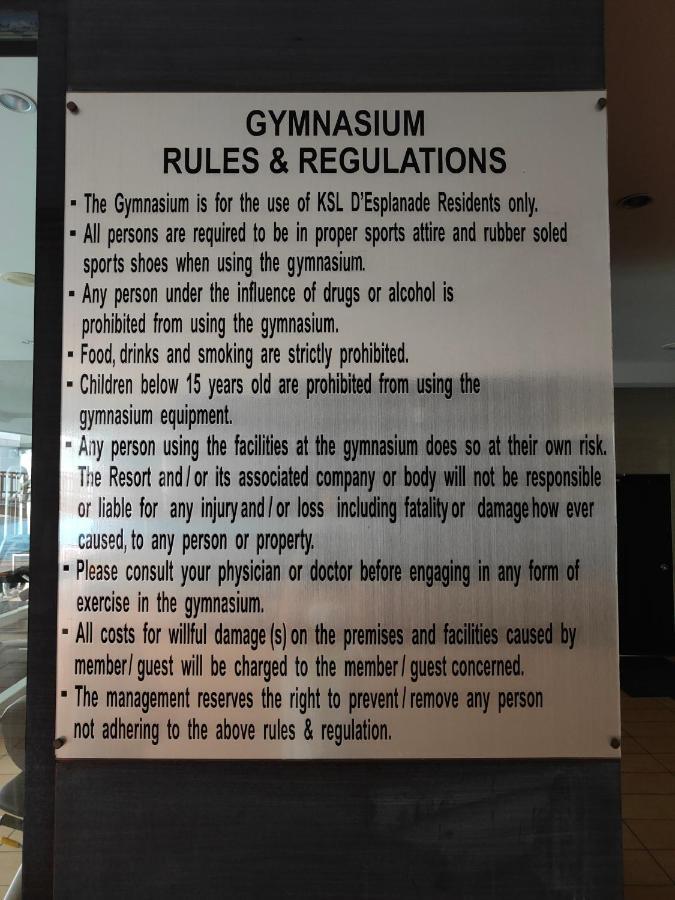 GYMNASIUM
RULES & REGULATIONS
▪ The Gymnasium is for the use of KSL D'Esplanade Residents only.
▪ All persons are required to be in proper sports attire and rubber soled
sports shoes when using the gymnasium.
▪ Any person under the influence of drugs or alcohol is
prohibited from using the gymnasium.
▪ Food, drinks and smoking are strictly prohibited.
▪ Children below 15 years old are prohibited from using the
gymnasium equipment.
▪ Any person using the facilities at the gymnasium does so at their own risk.
The Resort and/or its associated company or body will not be responsible
or liable for any injury and/or loss including fatality or damage how ever
caused, to any person or property.
▪ Please consult your physician or doctor before engaging in any form of
exercise in the gymnasium.
▪ All costs for willful damage (s) on the premises and facilities caused by
member/ guest will be charged to the member / guest concerned.
▪ The management reserves the right to prevent / remove any person
not adhering to the above rules & regulation.